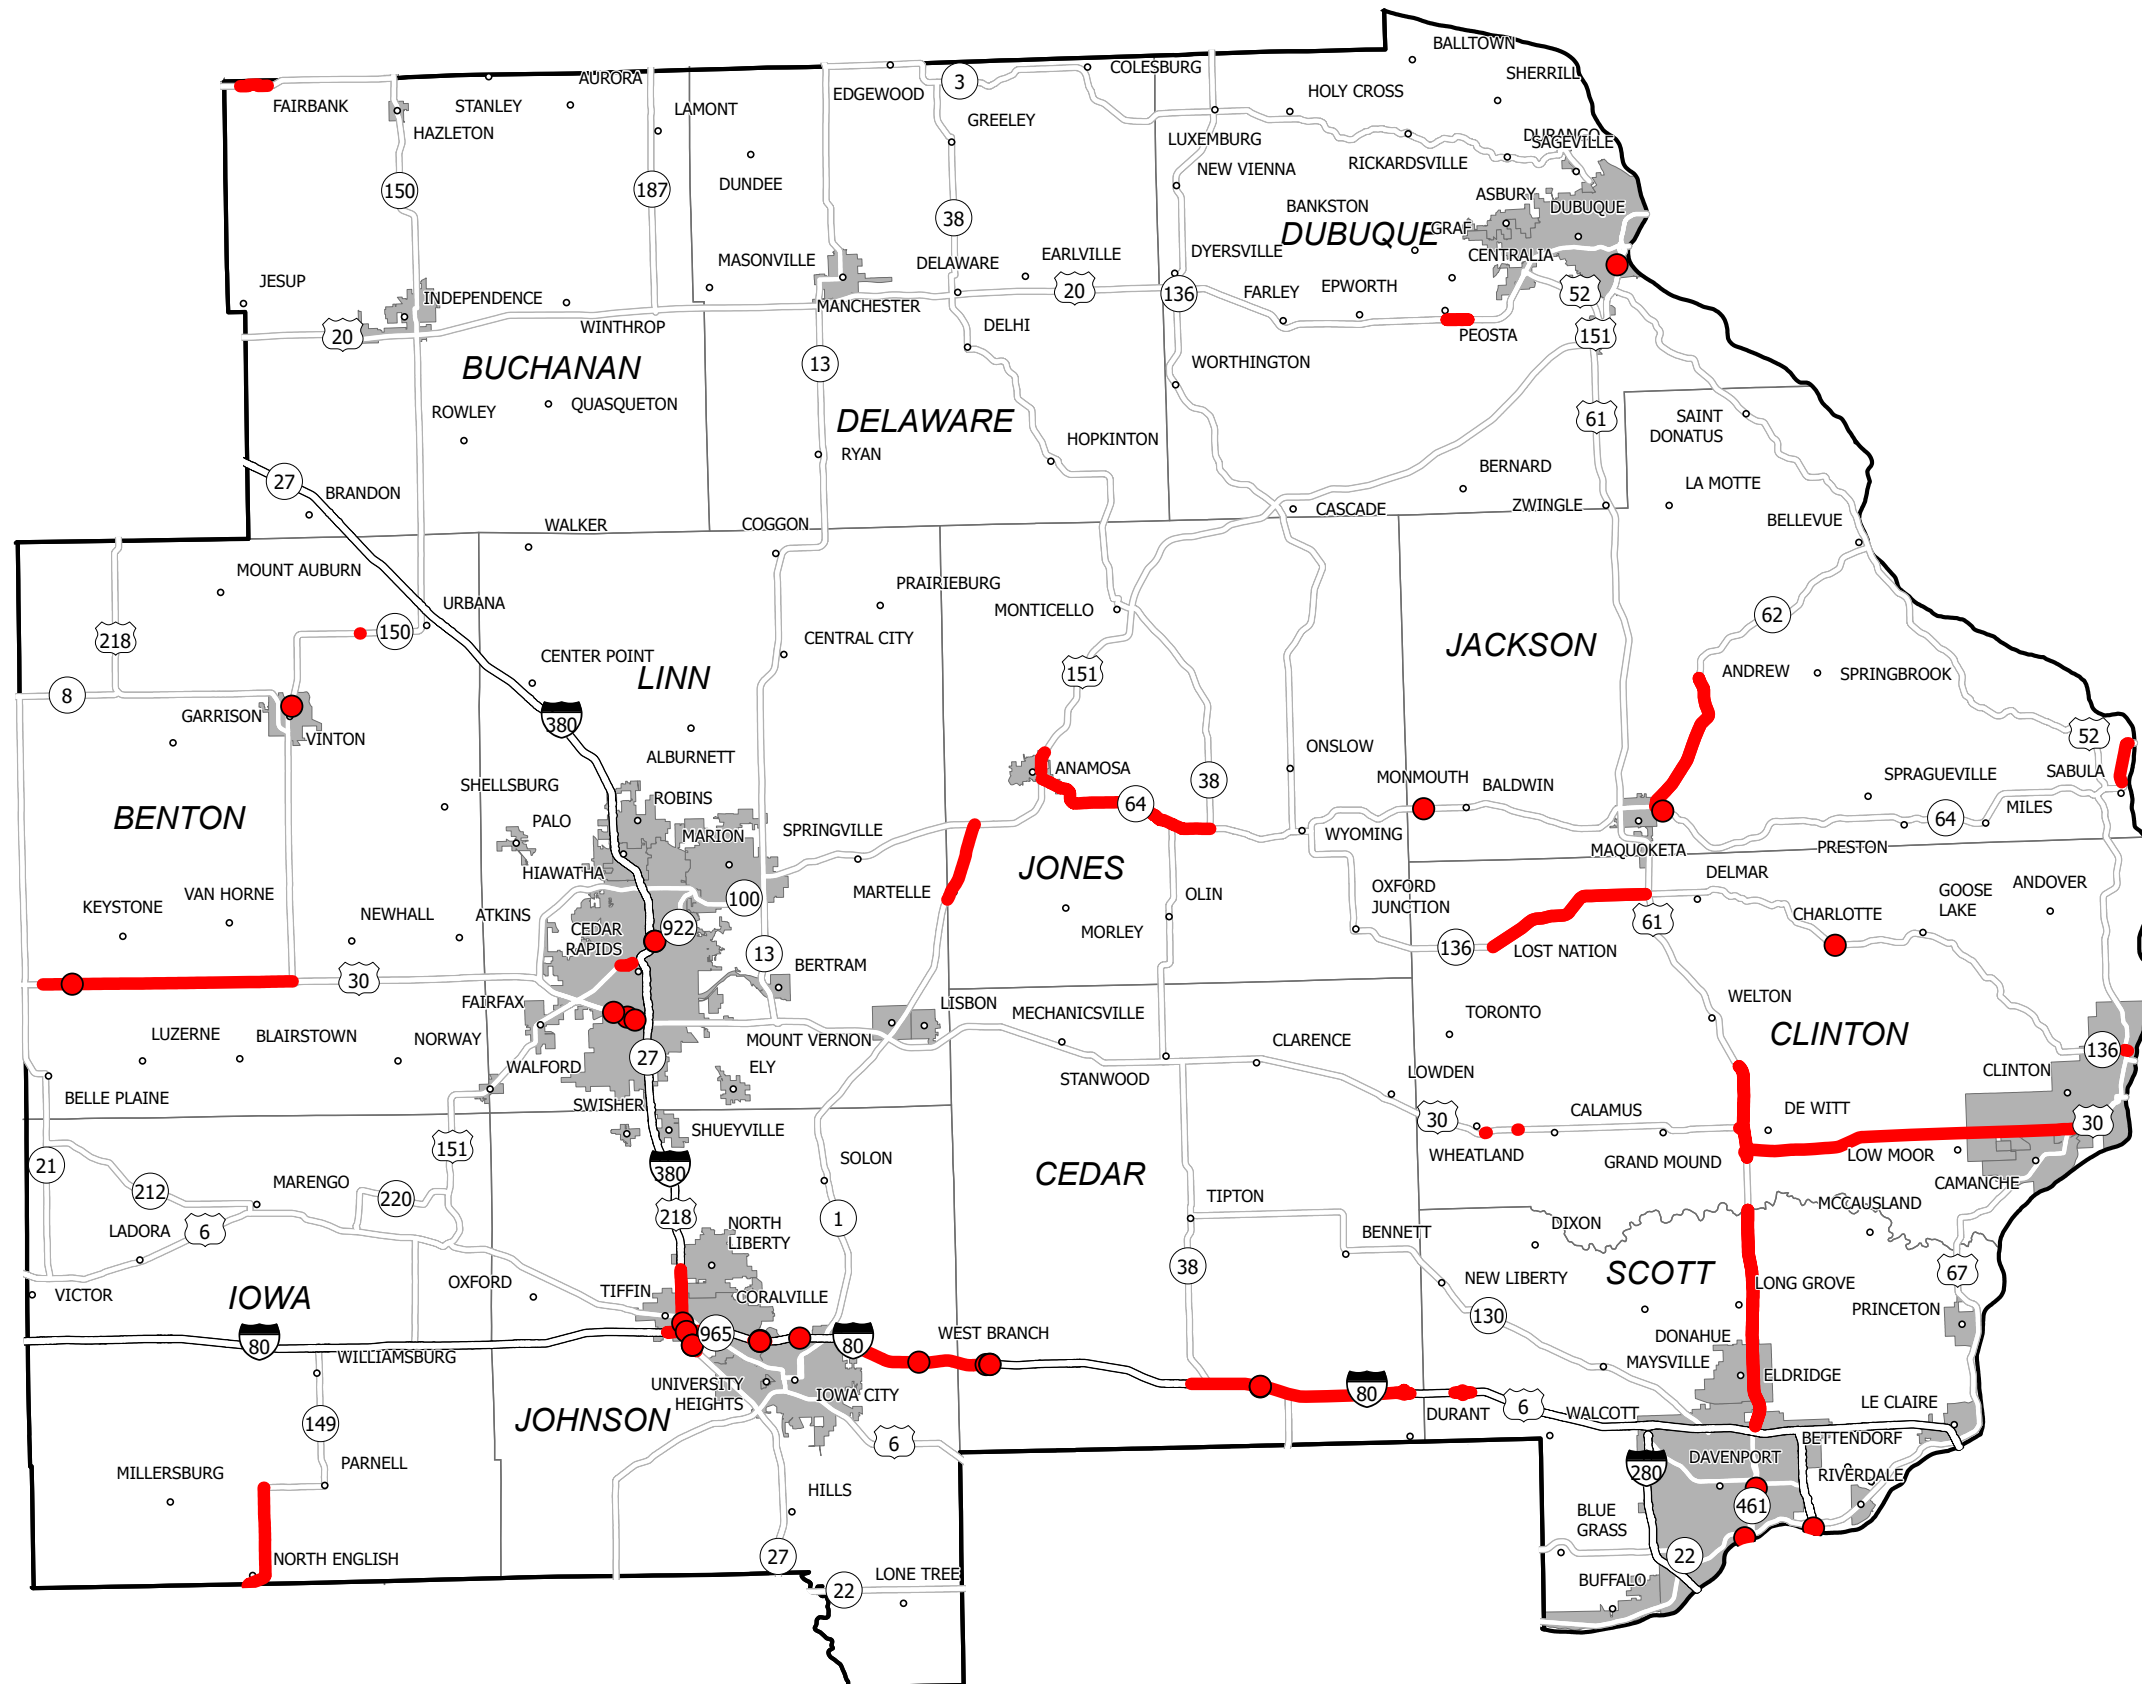 BALLTOWN
SHERRILL
COLESBURG
3
AURORA
STANLEY
FAIRBANK
HAZLETON
LAMONT
EDGEWOOD
GREELEY
HOLY CROSS
LUXEMBURG
DURANGO
SAGEVILLE
RICKARDSVILLE
NEW VIENNA
150
187
DUNDEE
38
BANKSTON
ASBURY
DUBUQUE
DUBUQUE
GRAF
CENTRALIA
DYERSVILLE
EARLVILLE
DELAWARE
MASONVILLE
JESUP
INDEPENDENCE
20
136
FARLEY
EPWORTH
52
MANCHESTER
WINTHROP
20
DELHI
PEOSTA
151
BUCHANAN
13
WORTHINGTON
ROWLEY
QUASQUETON
DELAWARE
61
SAINT
DONATUS
RYAN
HOPKINTON
BERNARD
LA MOTTE
27
BRANDON
WALKER
COGGON
CASCADE
ZWINGLE
BELLEVUE
MOUNT AUBURN
URBANA
PRAIRIEBURG
MONTICELLO
218
150
CENTRAL CITY
62
JACKSON
CENTER POINT
LINN
151
ANDREW
SPRINGBROOK
8
GARRISON
VINTON
380
ALBURNETT
ONSLOW
52
ANAMOSA
MONMOUTH
BALDWIN
SPRAGUEVILLE
SABULA
SHELLSBURG
ROBINS
64
38
MILES
BENTON
PALO
MARION
SPRINGVILLE
WYOMING
64
MAQUOKETA
PRESTON
HIAWATHA
JONES
DELMAR
MARTELLE
OLIN
OXFORD
JUNCTION
VAN HORNE
KEYSTONE
NEWHALL
ATKINS
100
922
GOOSE
LAKE
ANDOVER
CHARLOTTE
CEDAR
RAPIDS
MORLEY
61
136
LOST NATION
13
BERTRAM
30
FAIRFAX
LISBON
MECHANICSVILLE
TORONTO
WELTON
CLINTON
LUZERNE
BLAIRSTOWN
NORWAY
MOUNT VERNON
CLARENCE
136
27
WALFORD
ELY
STANWOOD
LOWDEN
CLINTON
BELLE PLAINE
SWISHER
SHUEYVILLE
30
CALAMUS
DE WITT
30
151
WHEATLAND
GRAND MOUND
LOW MOOR
21
380
SOLON
CEDAR
CAMANCHE
MARENGO
212
220
TIPTON
MCCAUSLAND
218
1
NORTH
LIBERTY
DIXON
LADORA
6
BENNETT
38
SCOTT
67
VICTOR
IOWA
OXFORD
TIFFIN
CORALVILLE
NEW LIBERTY
LONG GROVE
PRINCETON
130
965
WEST BRANCH
80
80
DONAHUE
WILLIAMSBURG
MAYSVILLE
ELDRIDGE
UNIVERSITY
HEIGHTS
IOWA CITY
80
LE CLAIRE
DURANT
6
WALCOTT
JOHNSON
149
6
BETTENDORF
DAVENPORT
MILLERSBURG
PARNELL
280
RIVERDALE
HILLS
461
BLUE
GRASS
NORTH ENGLISH
27
22
LONE TREE
BUFFALO
22